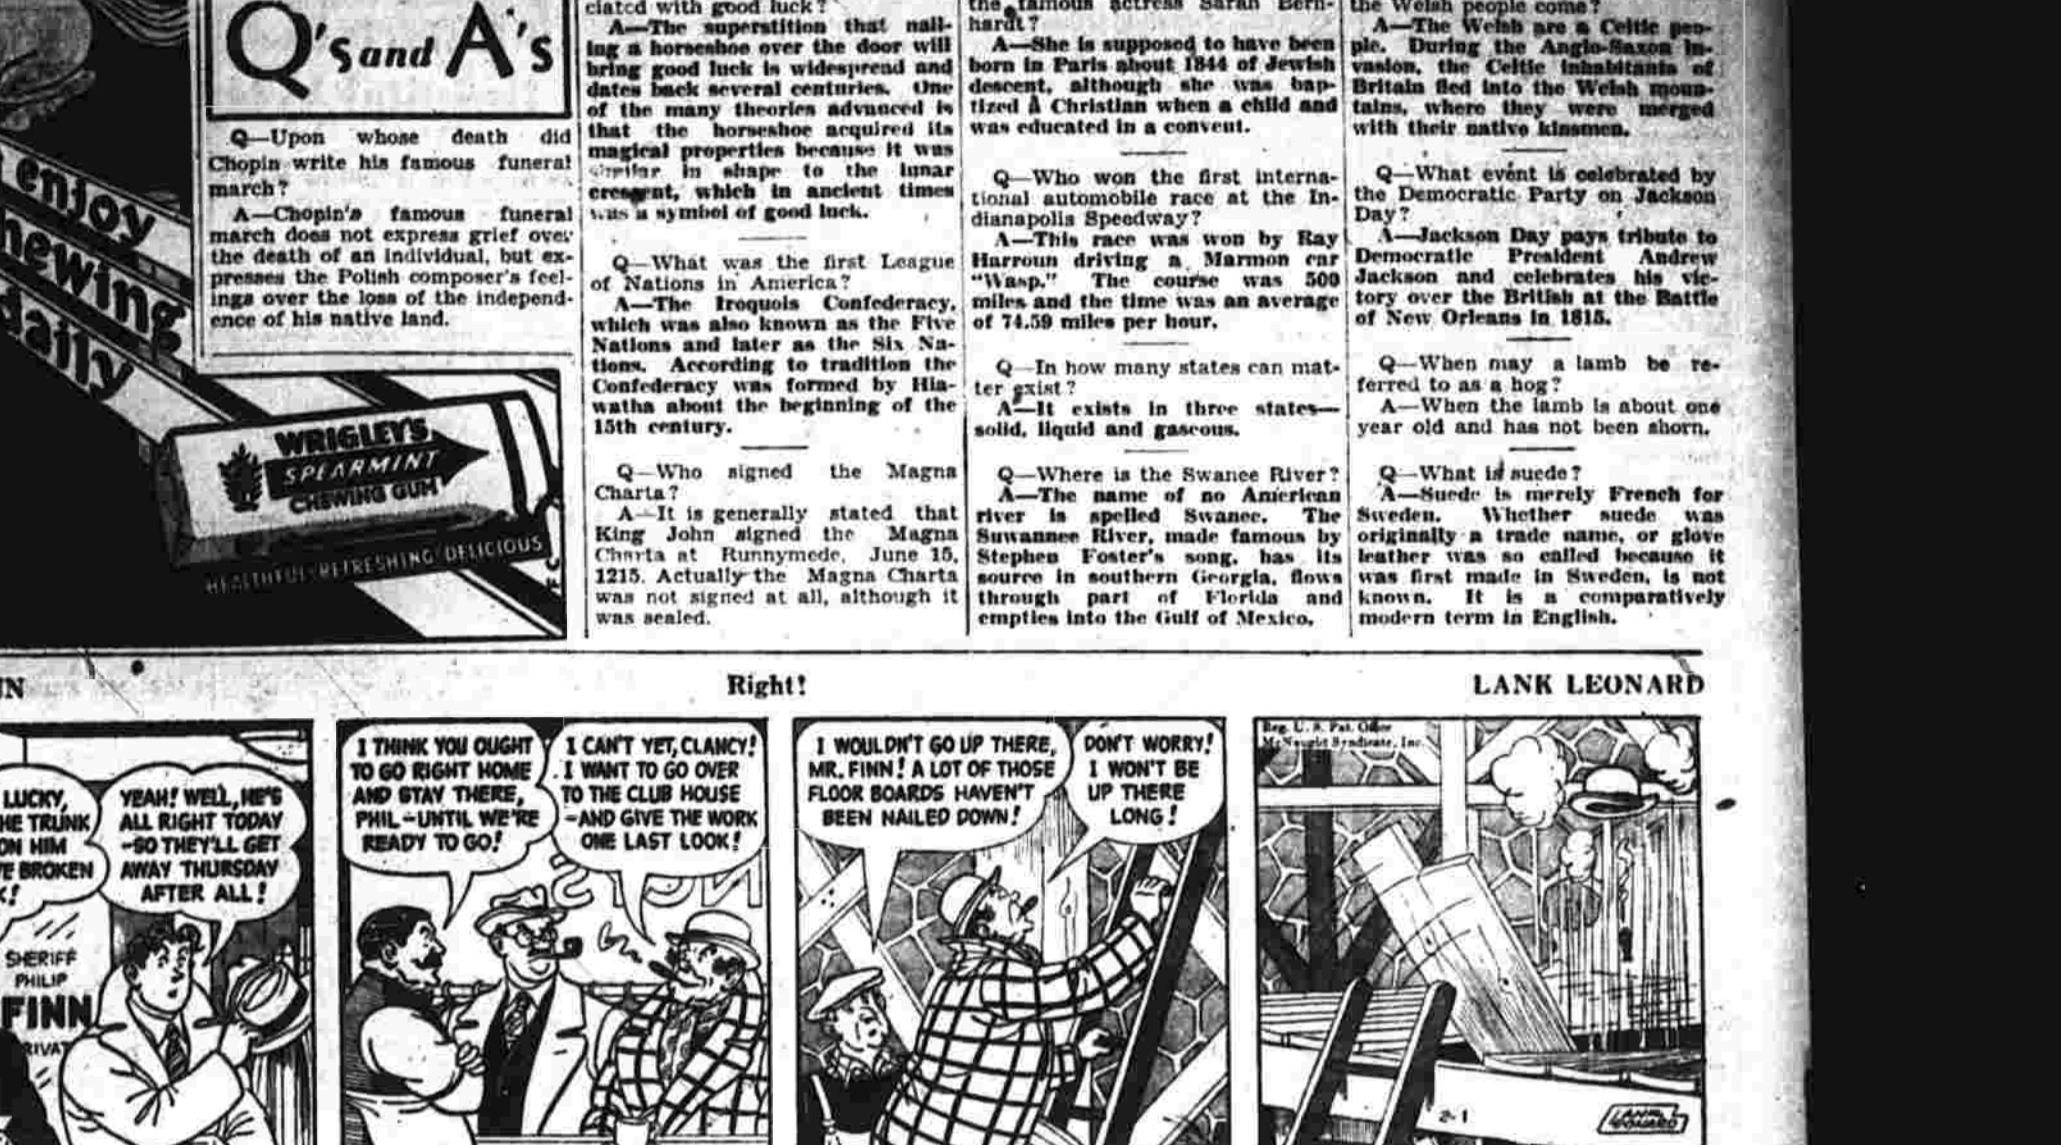 enjoy
chewing
daily
WRIGLEY'S
SPEARMINT
CHEWING GUM
HEALTHFUL REFRESHING DELICIOUS
Q's and A's
Q—Upon whose death did
Chopin write his famous funeral
march?
A—Chopin's famous funeral
march does not express grief over
the death of an individual, but ex-
presses the Polish composer's feel-
ings over the loss of the independ-
ence of his native land.
ciated with good luck?
A—The superstition that nail-
ing a horseshoe over the door will
bring good luck is widespread and
dates back several centuries. One
of the many theories advanced is
that the horseshoe acquired its
magical properties because it was
similar in shape to the lunar
crescent, which in ancient times
was a symbol of good luck.
Q—What was the first League
of Nations in America?
A—The Iroquois Confederacy,
which was also known as the Five
Nations and later as the Six Na-
tions. According to tradition the
Confederacy was formed by Hia-
watha about the beginning of the
15th century.
Q—Who signed the Magna
Charta?
A—It is generally stated that
King John signed the Magna
Charta at Runnymede, June 15,
1215. Actually the Magna Charta
was not signed at all, although it
was sealed.
the famous actress Sarah Bern-
hardt?
A—She is supposed to have been
born in Paris about 1844 of Jewish
descent, although she was bap-
tized a Christian when a child and
was educated in a convent.
Q—Who won the first interna-
tional automobile race at the In-
dianapolis Speedway?
A—This race was won by Ray
Harroun driving a Marmon car
"Wasp." The course was 500
miles and the time was an average
of 74.59 miles per hour.
Q—In how many states can mat-
ter exist?
A—It exists in three states—
solid, liquid and gaseous.
Q—Where is the Swanee River?
A—The name of no American
river is spelled Swanee. The
Suwannee River, made famous by
Stephen Foster's song, has its
source in southern Georgia, flows
through part of Florida and
empties into the Gulf of Mexico.
the Welsh people come?
A—The Welsh are a Celtic peo-
ple. During the Anglo-Saxon in-
vasion, the Celtic inhabitants of
Britain fled into the Welsh moun-
tains, where they were merged
with their native kinsmen.
Q—What event is celebrated by
the Democratic Party on Jackson
Day?
A—Jackson Day pays tribute to
Democratic President Andrew
Jackson and celebrates his vic-
tory over the British at the Battle
of New Orleans in 1815.
Q—When may a lamb be re-
ferred to as a hog?
A—When the lamb is about one
year old and has not been shorn.
Q—What is suede?
A—Suede is merely French for
Sweden. Whether suede was
originally a trade name, or glove
leather was so called because it
was first made in Sweden, is not
known. It is a comparatively
modern term in English.
Right!
LANK LEONARD
LUCKY,
HE TRUNK
ON HIM
VE BROKEN
YEAH! WELL, HE'S
ALL RIGHT TODAY
-SO THEY'LL GET
AWAY THURSDAY
AFTER ALL!
SHERIFF
PHILIP
FINN
RIVAT
I THINK YOU OUGHT
TO GO RIGHT HOME
AND STAY THERE,
PHIL-UNTIL WE'RE
READY TO GO!
I CAN'T YET, CLANCY!
I WANT TO GO OVER
TO THE CLUB HOUSE
-AND GIVE THE WORK
ONE LAST LOOK!
I WOULDN'T GO UP THERE,
MR. FINN! A LOT OF THOSE
FLOOR BOARDS HAVEN'T
BEEN NAILED DOWN!
DON'T WORRY!
I WON'T BE
UP THERE
LONG!
Reg. U. S. Pat. Office
McNaught Syndicate, Inc.
2-1
LANK LEONARD